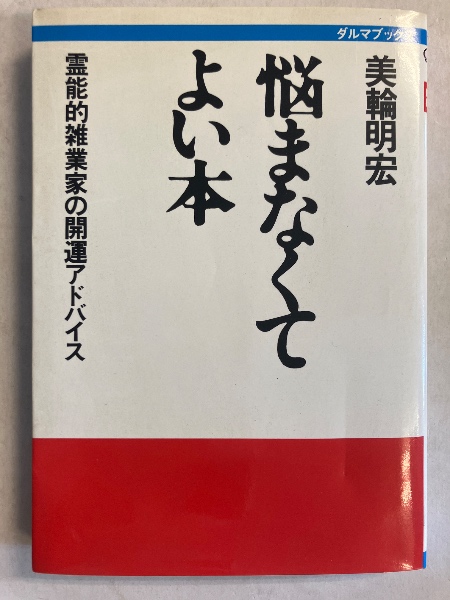 ダルマブックス
美輪明宏
悩まなくて
よい本
霊能的雑業家の開運アドバイス